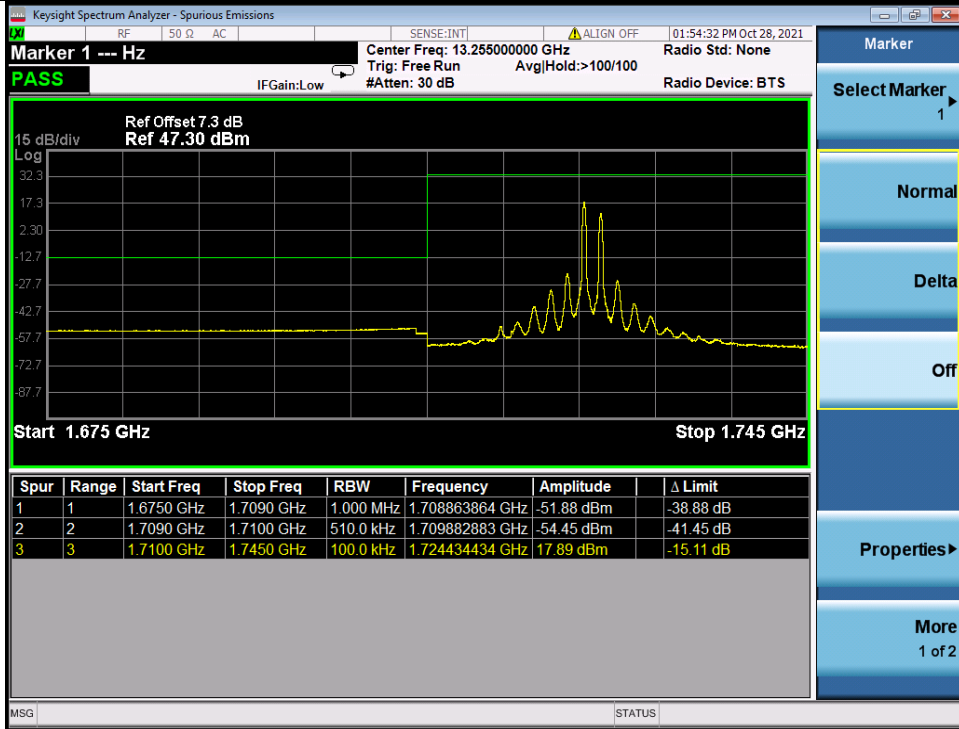 Keysight Spectrum Analyzer - Spurious Emissions
LXI RF 50 Ω AC SENSE:INT ALIGN OFF 01:54:32 PM Oct 28, 2021
Marker 1 --- Hz
Center Freq: 13.255000000 GHz
Radio Std: None
Trig: Free Run Avg|Hold:>100/100
PASS IFGain:Low #Atten: 30 dB Radio Device: BTS
Ref Offset 7.3 dB
15 dB/div Ref 47.30 dBm
Log
32.3
17.3
2.30
-12.7
-27.7
-42.7
-57.7
-72.7
-87.7
Start 1.675 GHz Stop 1.745 GHz
Spur Range Start Freq Stop Freq RBW Frequency Amplitude Δ Limit
1 1 1.6750 GHz 1.7090 GHz 1.000 MHz 1.708863864 GHz -51.88 dBm -38.88 dB
2 2 1.7090 GHz 1.7100 GHz 510.0 kHz 1.709882883 GHz -54.45 dBm -41.45 dB
3 3 1.7100 GHz 1.7450 GHz 100.0 kHz 1.724434434 GHz 17.89 dBm -15.11 dB
MSG STATUS
Marker
Select Marker
1
Normal
Delta
Off
Properties
More
1 of 2